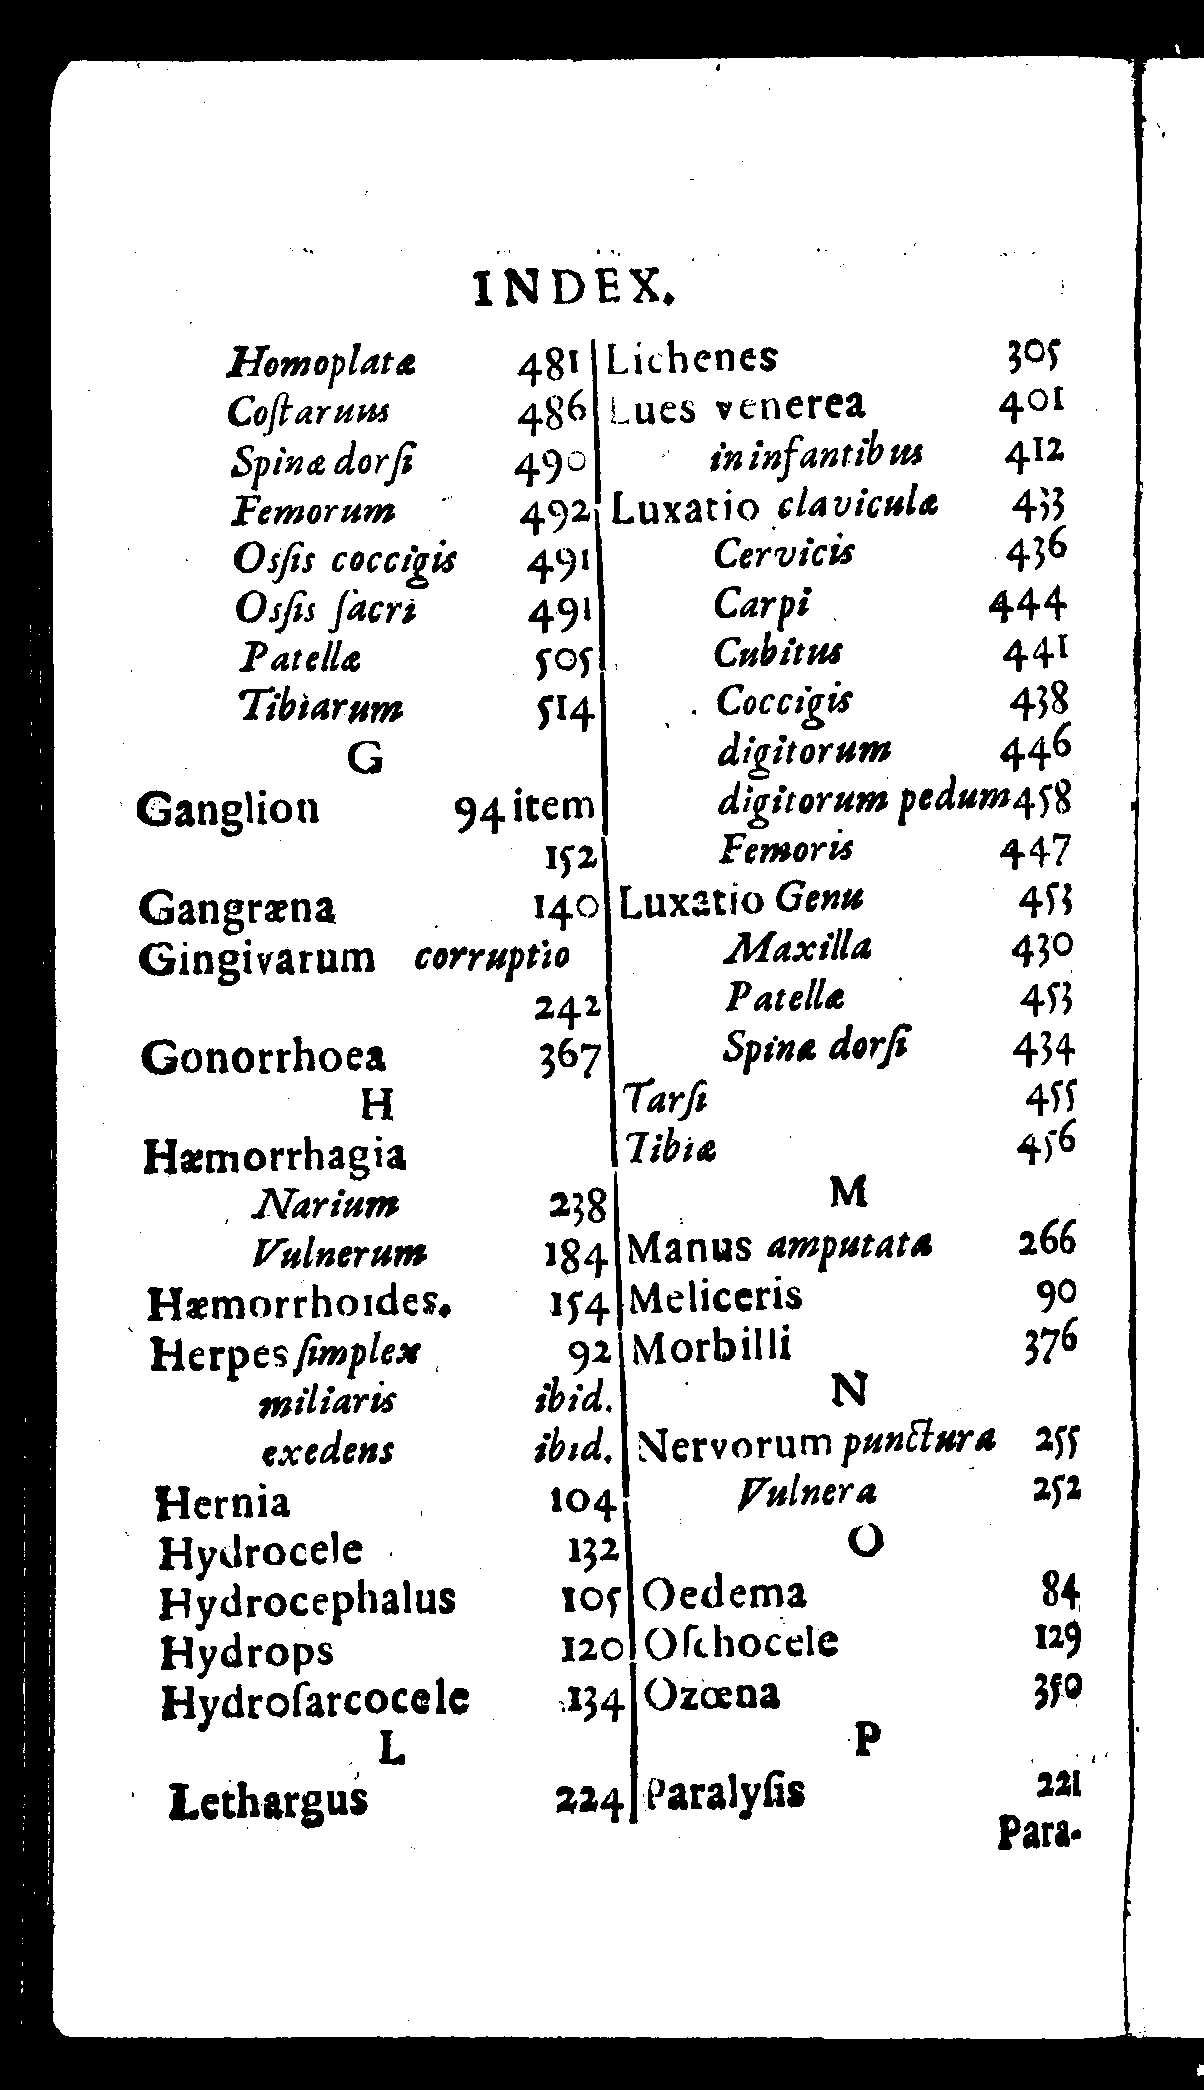 INDEX.
Homoplatæ 481
Coſtarum 486
Spinæ dorſi 490
Femorum 492
Osſis coccigis 491
Osſis ſacri 491
Patellæ 505
Tibiarum 514
G
Ganglion 94 item
152
Gangræna 140
Gingivarum corruptio
242
Gonorrhoea 367
H
Hæmorrhagia
Narium 238
Vulnerum 184
Hæmorrhoides. 154
Herpes ſimplex 92
miliaris ibid.
exedens ibid.
Hernia 104
Hydrocele 132
Hydrocephalus 105
Hydrops 120
Hydroſarcocele 134
L
Lethargus 224
Lichenes 305
Lues venerea 401
in infantibus 412
Luxatio claviculæ 433
Cervicis 436
Carpi 444
Cubitus 441
Coccigis 438
digitorum 446
digitorum pedum 458
Femoris 447
Luxatio Genu 453
Maxilla 430
Patellæ 453
Spinæ dorſi 434
Tarſi 455
Tibiæ 456
M
Manus amputata 266
Meliceris 90
Morbilli 376
N
Nervorum punctura 255
Vulnera 252
O
Oedema 84
Oſchocele 129
Ozœna 350
P
Paralyſis 221
Para-